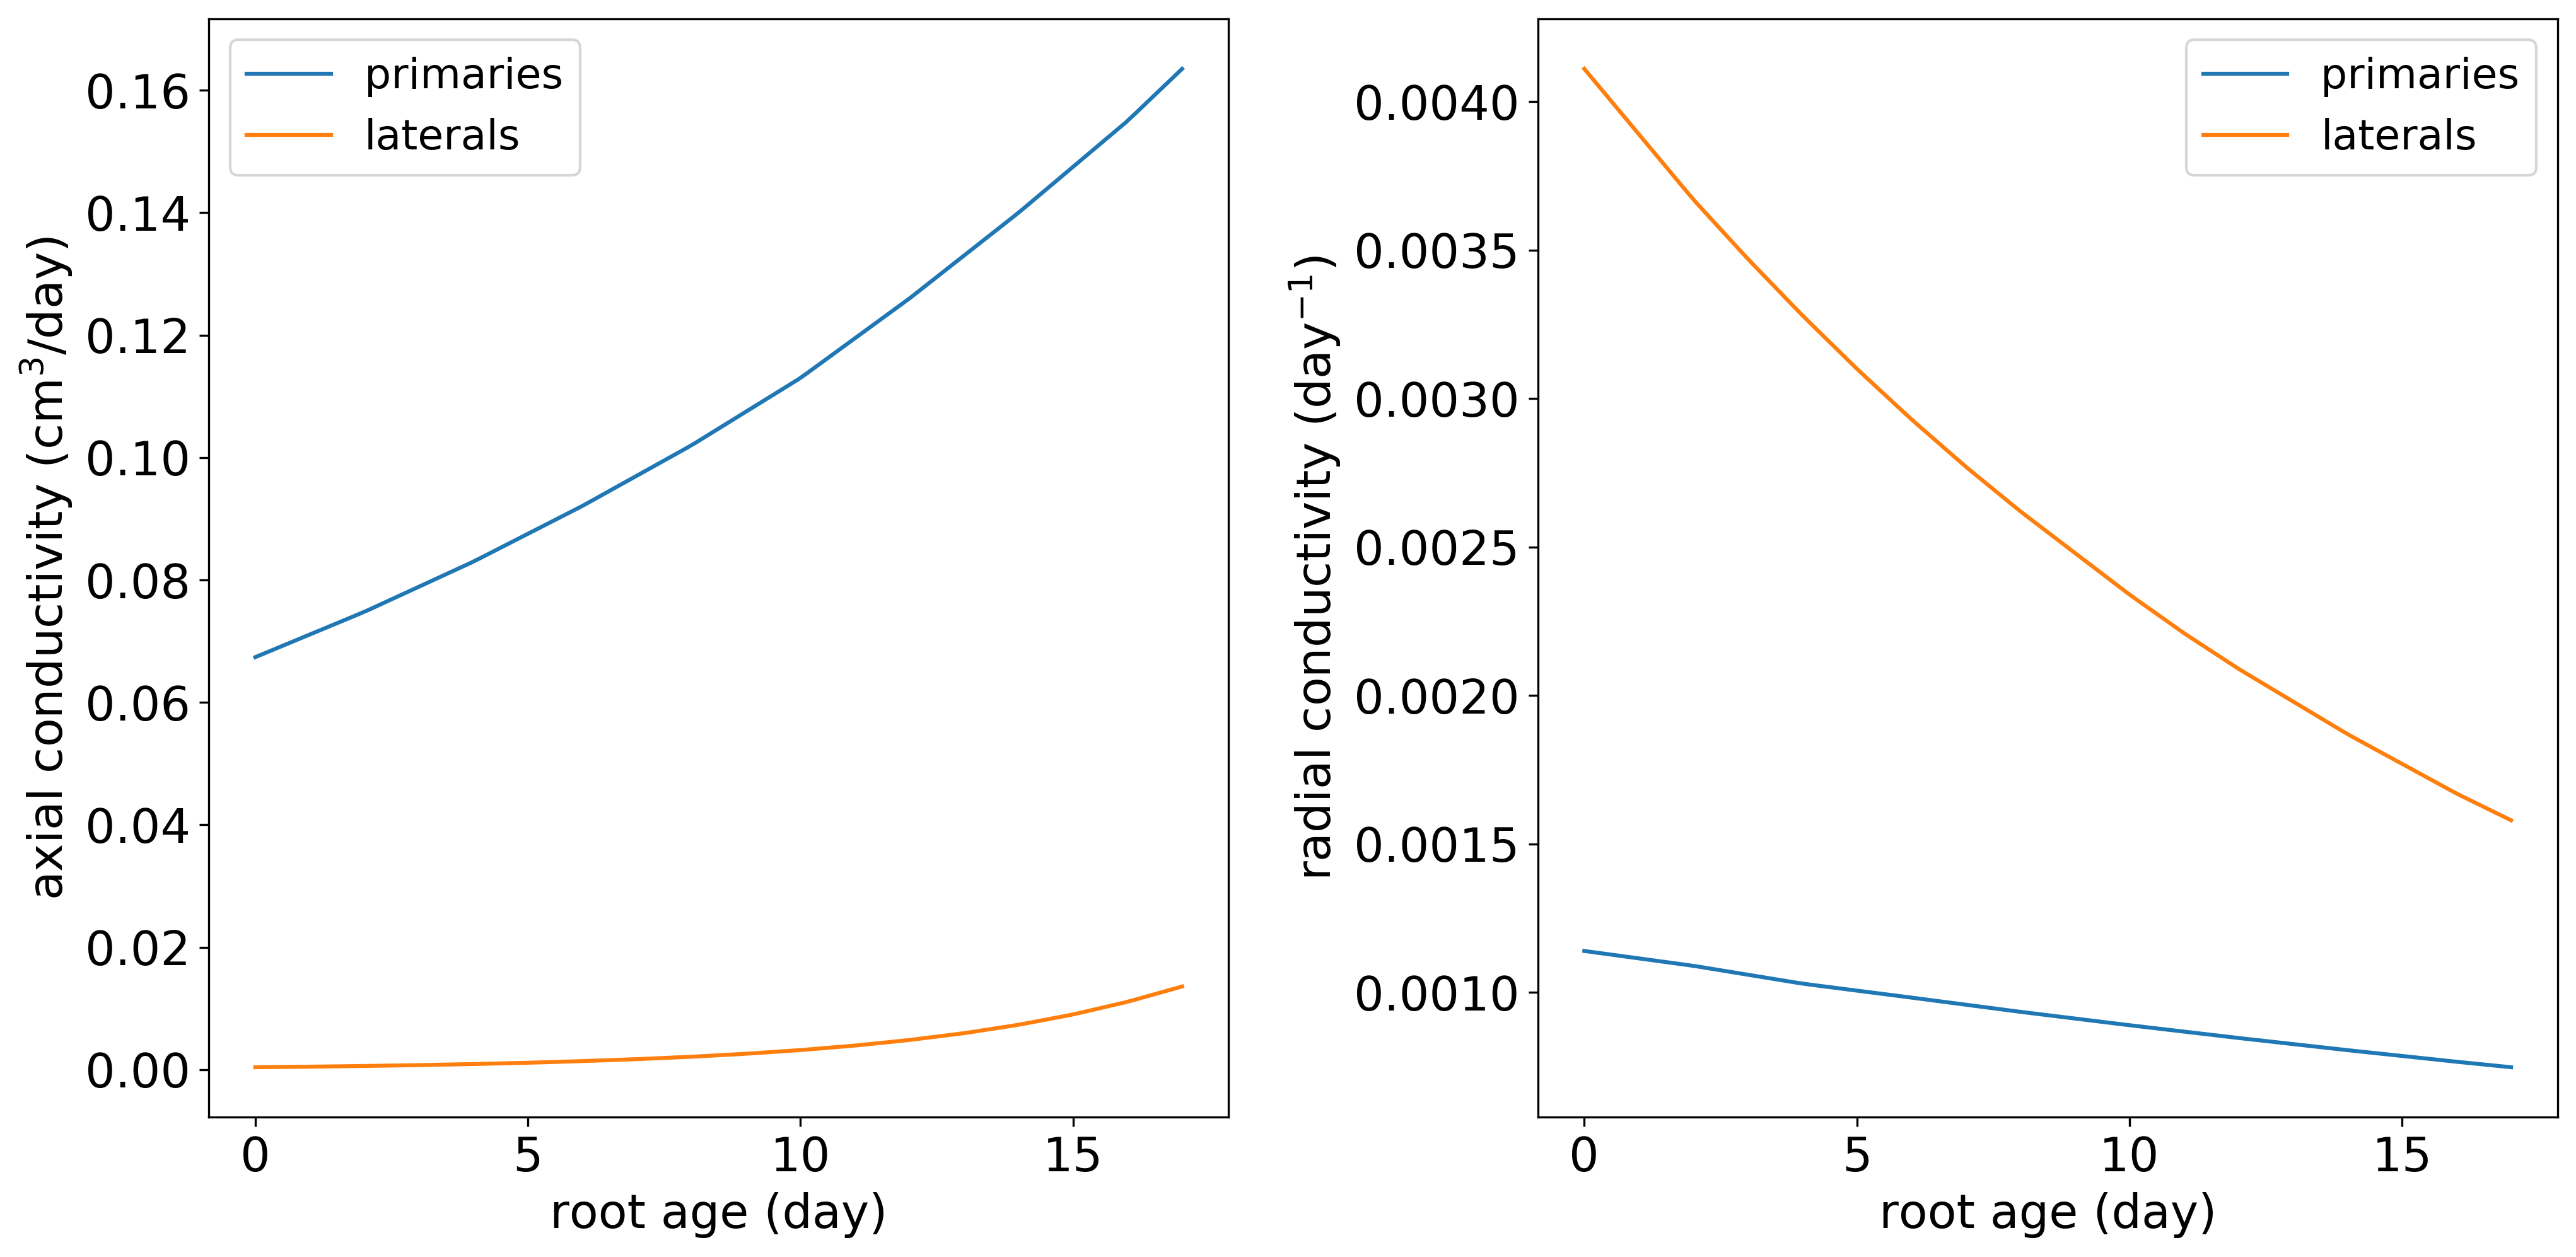 axial conductivity (cm³/day)
0.16
0.14
0.12
0.10
0.08
0.06
0.04
0.02
0.00
primaries
laterals
0 5 10 15
root age (day)
radial conductivity (day⁻¹)
0.0040
0.0035
0.0030
0.0025
0.0020
0.0015
0.0010
primaries
laterals
0 5 10 15
root age (day)